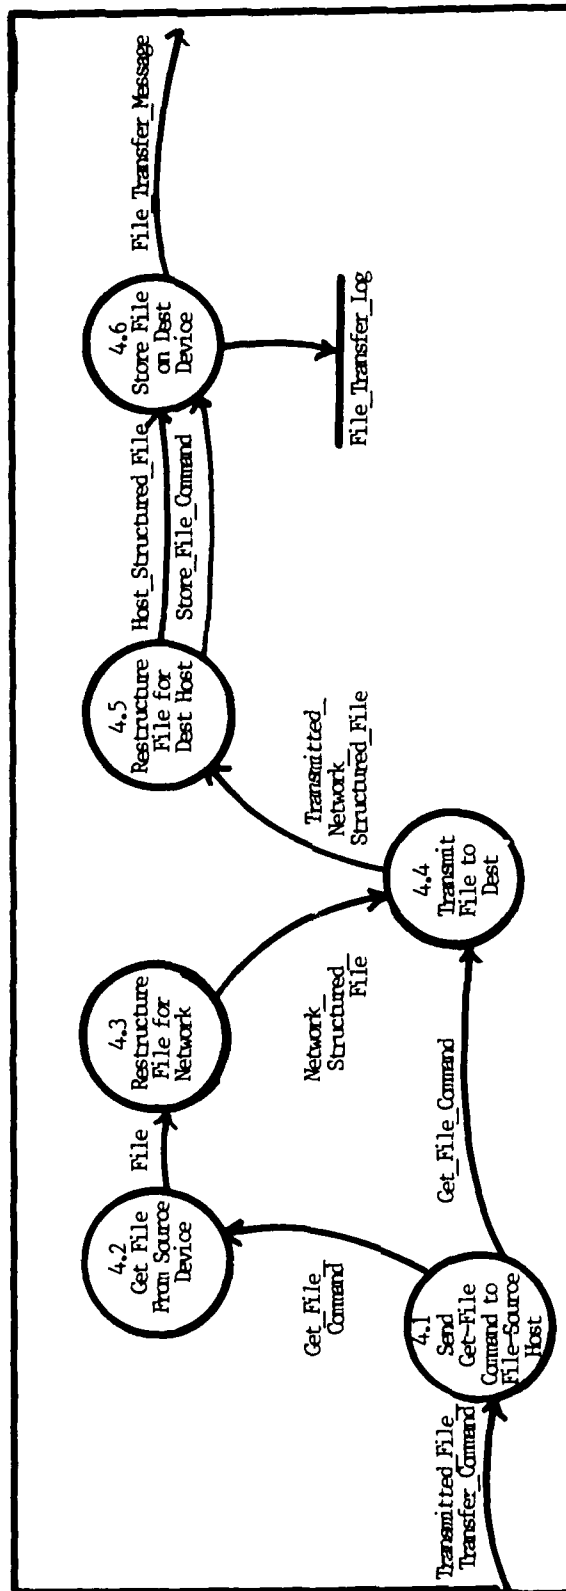 Transmitted_File
Transfer_Command
4.1
Send
Get-File
Command to
File-Source
Host
Get_File_
Command
Get_File_Command
4.2
Get File
From Source
Device
File
4.3
Restructure
File for
Network
Network_
Structured_
File
4.4
Transmit
File to
Dest
Transmitted_
Network_
Structured_File
4.5
Restructure
File for
Dest Host
Host_Structured_File
Store_File_Command
4.6
Store File
on Dest
Device
File_Transfer_Message
File_Transfer_Log